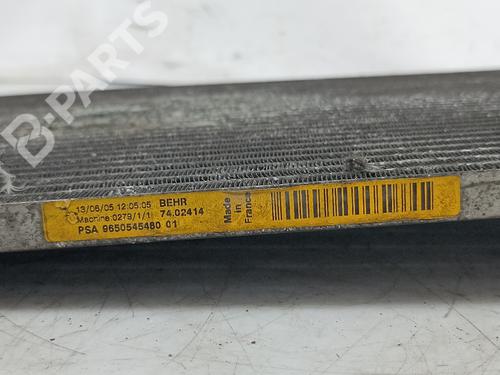 B-PARTS
13/06/05 12:05:05 BEHR
Machine:0279/1/1 74.02414
PSA 9650545480 01
Made
in
France